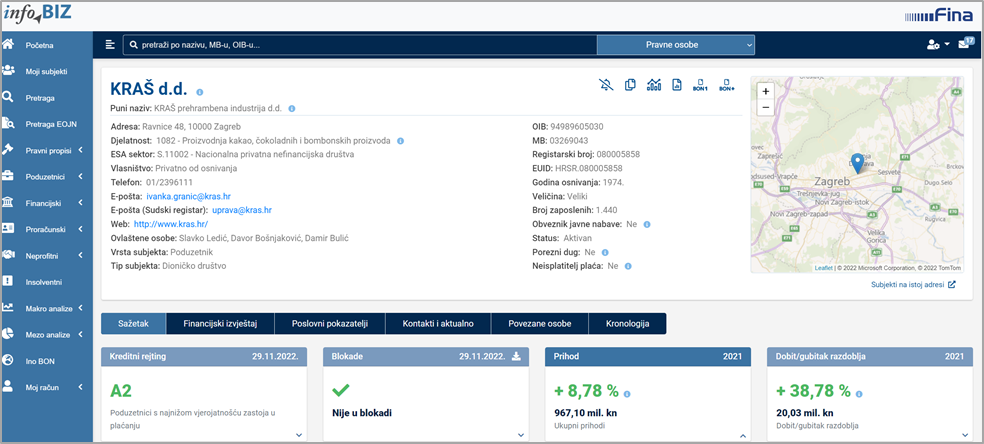 info BIZ
Fina
Početna
Moji subjekti
Pretraga
Pretraga EOJN
Pravni propisi
Poduzetnici
Financijski
Proračunski
Neprofitni
Insolventni
Makro analize
Mezo analize
Ino BON
Moj račun
pretraži po nazivu, MB-u, OIB-u...
Pravne osobe
17
KRAŠ d.d.
BON1
BON+
Puni naziv: KRAŠ prehrambena industrija d.d.
Adresa: Ravnice 48, 10000 Zagreb
Djelatnost: 1082 - Proizvodnja kakao, čokoladnih i bombonskih proizvoda
ESA sektor: S.11002 - Nacionalna privatna nefinancijska društva
Vlasništvo: Privatno od osnivanja
Telefon: 01/2396111
E-pošta: ivanka.granic@kras.hr
E-pošta (Sudski registar): uprava@kras.hr
Web: http://www.kras.hr/
Ovlaštene osobe: Slavko Ledić, Davor Bošnjaković, Damir Bulić
Vrsta subjekta: Poduzetnik
Tip subjekta: Dioničko društvo
OIB: 94989605030
MB: 03269043
Registarski broj: 080005858
EUID: HRSR.080005858
Godina osnivanja: 1974.
Veličina: Veliki
Broj zaposlenih: 1.440
Obveznik javne nabave: Ne
Status: Aktivan
Porezni dug: Ne
Neisplatitelj plaća: Ne
+
−
Zaprešić
Sesvete
Dugo Selo
Zagreb
Trešnjevka-jug
Novi Zagreb-istok
Novi Zagreb-zapad
Rugvica
Velika
Gorica
Leaflet | © 2022 Microsoft Corporation, © 2022 TomTom
Subjekti na istoj adresi
Sažetak
Financijski izvještaj
Poslovni pokazatelji
Kontakti i aktualno
Povezane osobe
Kronologija
Kreditni rejting 29.11.2022.
A2
Poduzetnici s najnižom vjerojatnošću zastoja u
plaćanju
Blokade 29.11.2022.
Nije u blokadi
Prihod 2021
+ 8,78 %
967,10 mil. kn
Ukupni prihodi
Dobit/gubitak razdoblja 2021
+ 38,78 %
20,03 mil. kn
Dobit/gubitak razdoblja